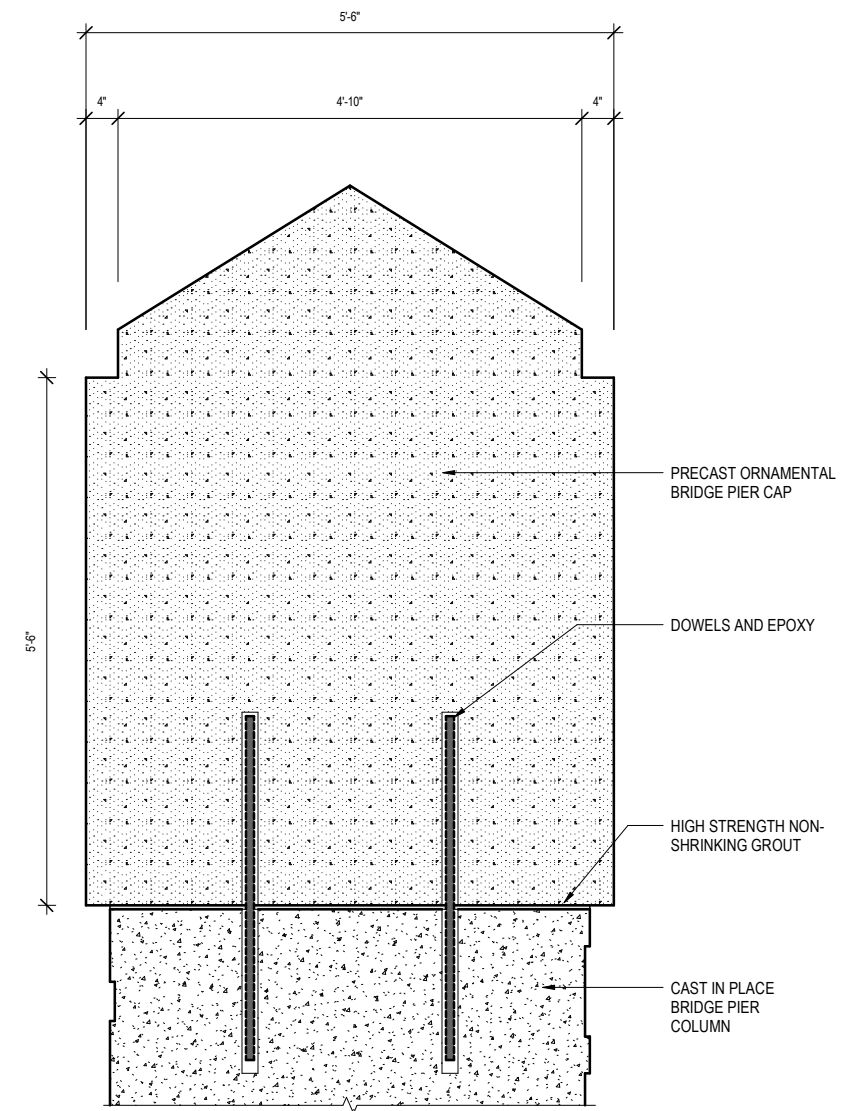 5'-6"
4"
4'-10"
4"
PRECAST ORNAMENTAL
BRIDGE PIER CAP
DOWELS AND EPOXY
5'-6"
HIGH STRENGTH NON-
SHRINKING GROUT
CAST IN PLACE
BRIDGE PIER
COLUMN